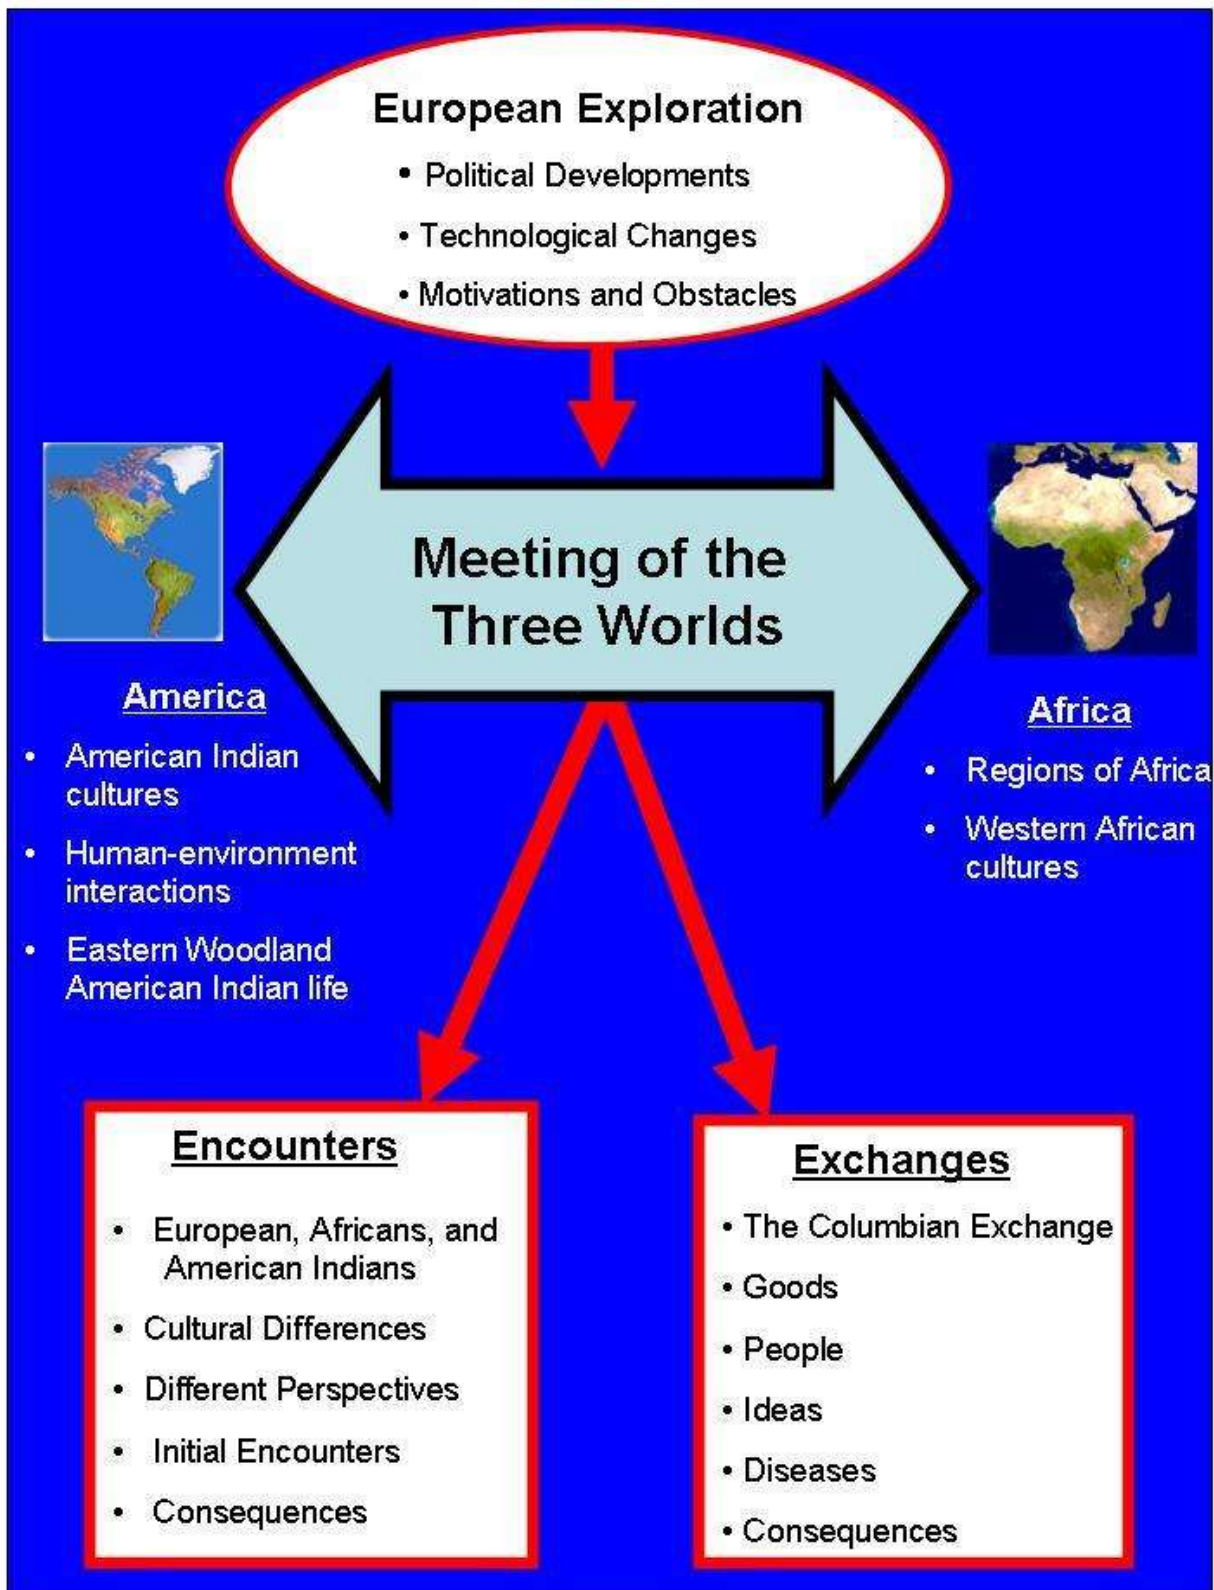 European Exploration
• Political Developments
• Technological Changes
• Motivations and Obstacles
Meeting of the
Three Worlds
America
• American Indian
cultures
• Human-environment
interactions
• Eastern Woodland
American Indian life
Africa
• Regions of Africa
• Western African
cultures
Encounters
• European, Africans, and
American Indians
• Cultural Differences
• Different Perspectives
• Initial Encounters
• Consequences
Exchanges
• The Columbian Exchange
• Goods
• People
• Ideas
• Diseases
• Consequences